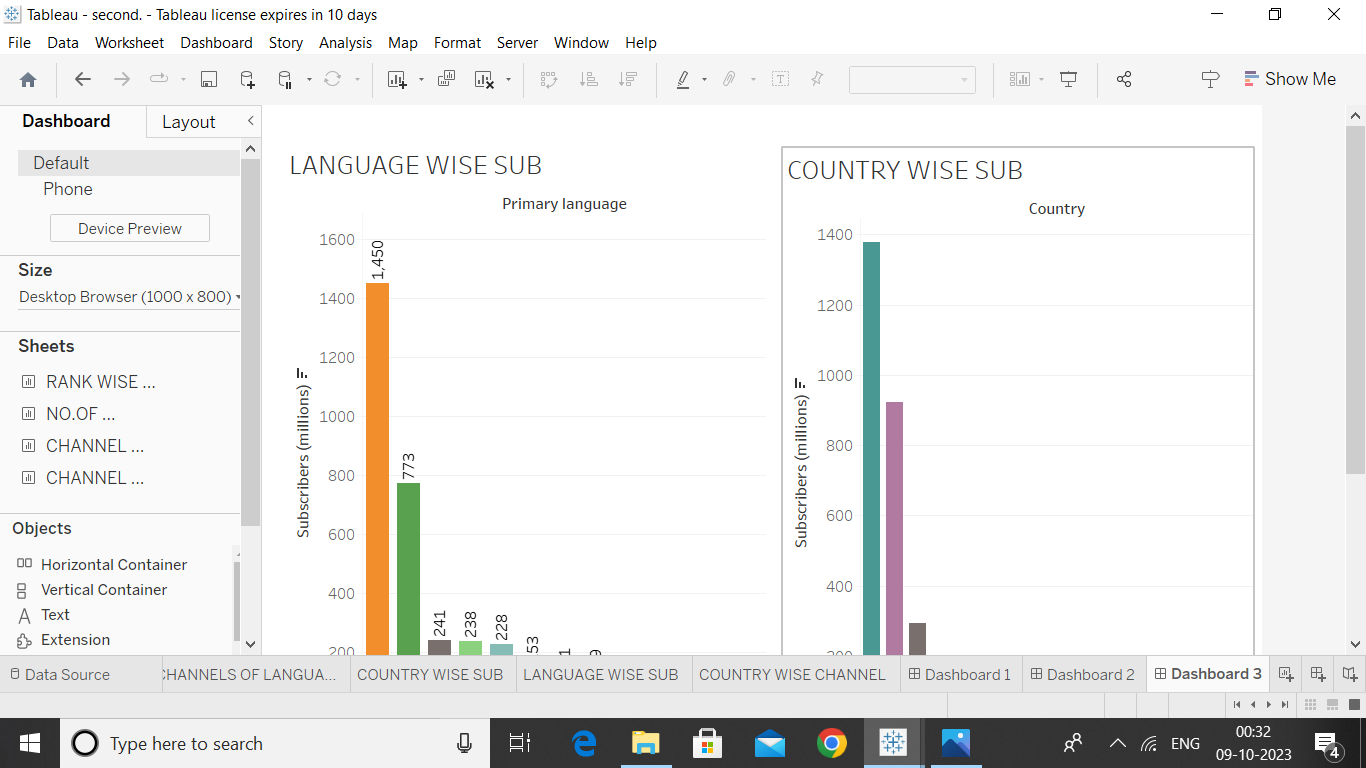 Tableau - second. - Tableau license expires in 10 days
File Data Worksheet Dashboard Story Analysis Map Format Server Window Help
Show Me
Dashboard
Layout
Default
Phone
Device Preview
Size
Desktop Browser (1000 x 800)
Sheets
RANK WISE ...
NO.OF ...
CHANNEL ...
CHANNEL ...
Objects
Horizontal Container
Vertical Container
Text
Extension
LANGUAGE WISE SUB
Primary language
Subscribers (millions)
1600
1400
1200
1000
800
600
400
200
1,450
773
241
238
228
COUNTRY WISE SUB
Country
Subscribers (millions)
1400
1200
1000
800
600
400
200
Data Source
CHANNELS OF LANGUA...
COUNTRY WISE SUB
LANGUAGE WISE SUB
COUNTRY WISE CHANNEL
Dashboard 1
Dashboard 2
Dashboard 3
Type here to search
ENG
00:32
09-10-2023
4